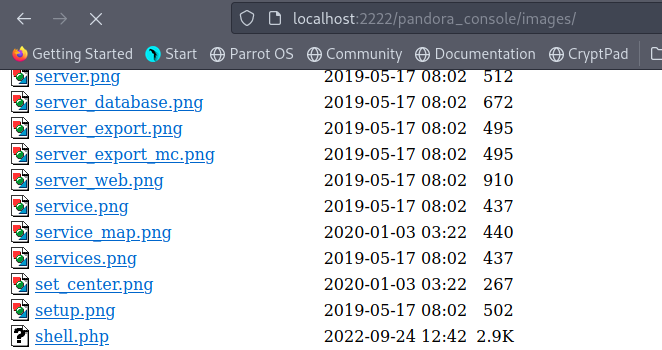 localhost:2222/pandora_console/images/
Getting Started Start Parrot OS Community Documentation CryptPad
server.png 2019-05-17 08:02 512
server_database.png 2019-05-17 08:02 672
server_export.png 2019-05-17 08:02 495
server_export_mc.png 2019-05-17 08:02 495
server_web.png 2019-05-17 08:02 910
service.png 2019-05-17 08:02 437
service_map.png 2020-01-03 03:22 440
services.png 2019-05-17 08:02 437
set_center.png 2020-01-03 03:22 267
setup.png 2019-05-17 08:02 502
shell.php 2022-09-24 12:42 2.9K